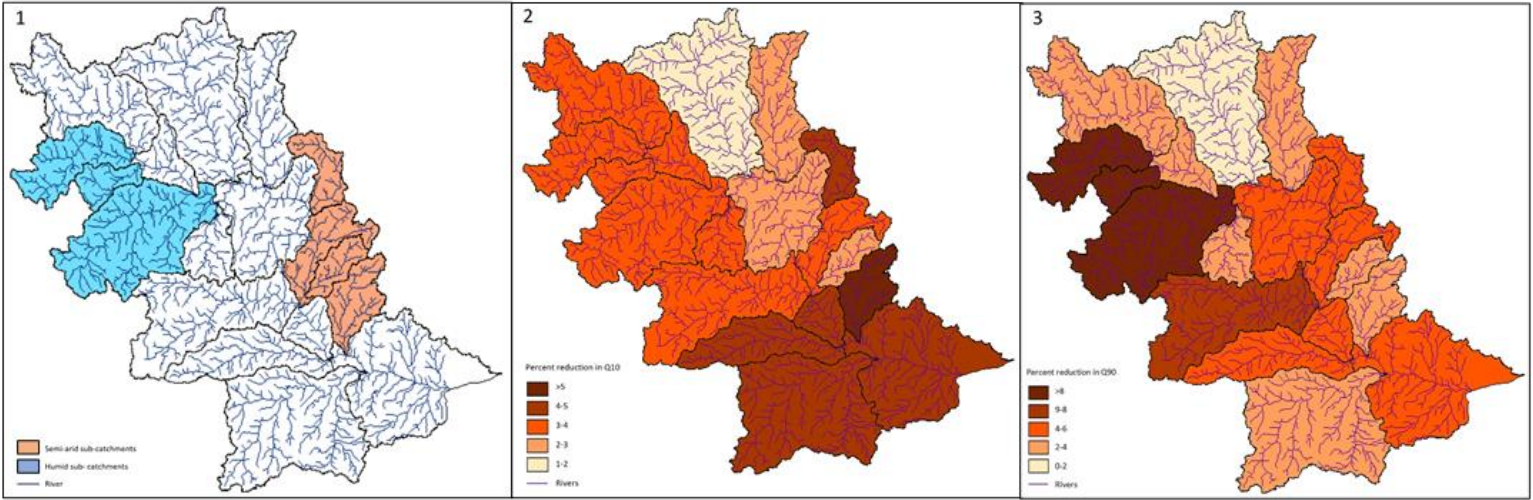 1
Semi-arid sub-catchments
Humid sub- catchments
River
2
Percent reduction in Q10
>5
4-5
3-4
2-3
1-2
Rivers
3
Percent reduction in Q90
>8
9-8
4-6
2-4
0-2
Rivers